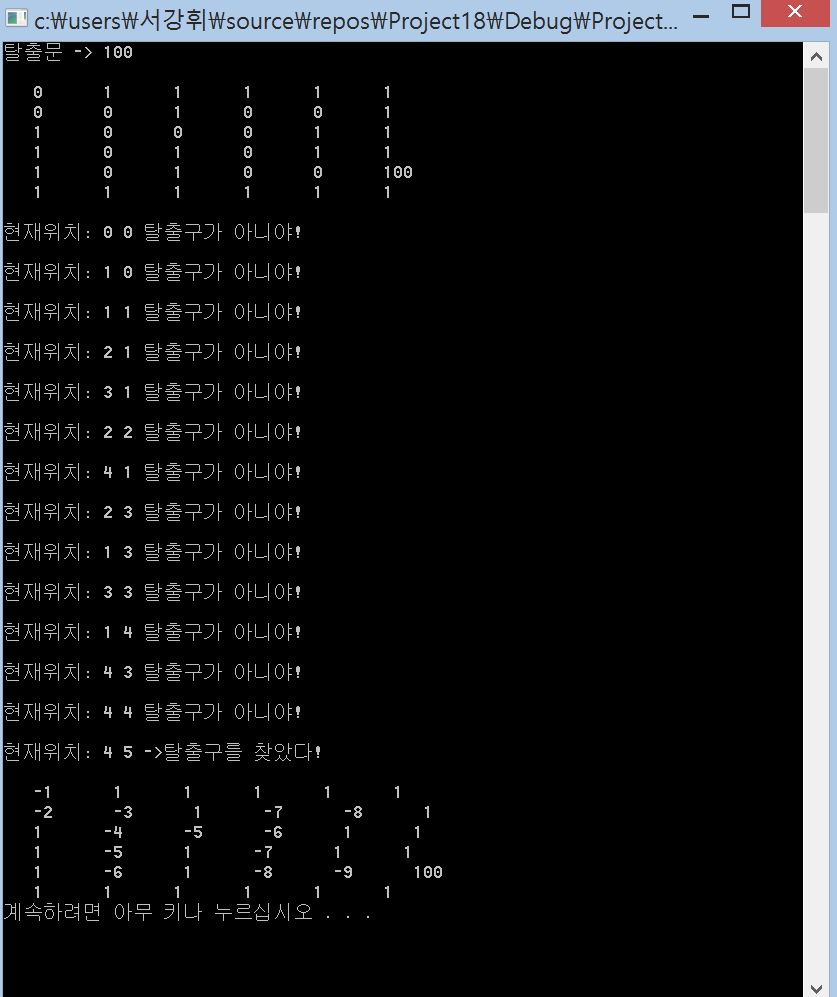 c:₩users₩서강휘₩source₩repos₩Project18₩Debug₩Project...
탈출문 -> 100
0 1 1 1 1 1
0 0 1 0 0 1
1 0 0 0 1 1
1 0 1 0 1 1
1 0 1 0 0 100
1 1 1 1 1 1
현재위치: 0 0 탈출구가 아니야!
현재위치: 1 0 탈출구가 아니야!
현재위치: 1 1 탈출구가 아니야!
현재위치: 2 1 탈출구가 아니야!
현재위치: 3 1 탈출구가 아니야!
현재위치: 2 2 탈출구가 아니야!
현재위치: 4 1 탈출구가 아니야!
현재위치: 2 3 탈출구가 아니야!
현재위치: 1 3 탈출구가 아니야!
현재위치: 3 3 탈출구가 아니야!
현재위치: 1 4 탈출구가 아니야!
현재위치: 4 3 탈출구가 아니야!
현재위치: 4 4 탈출구가 아니야!
현재위치: 4 5 ->탈출구를 찾았다!
-1 1 1 1 1 1
-2 -3 1 -7 -8 1
1 -4 -5 -6 1 1
1 -5 1 -7 1 1
1 -6 1 -8 -9 100
1 1 1 1 1 1
계속하려면 아무 키나 누르십시오 . . .